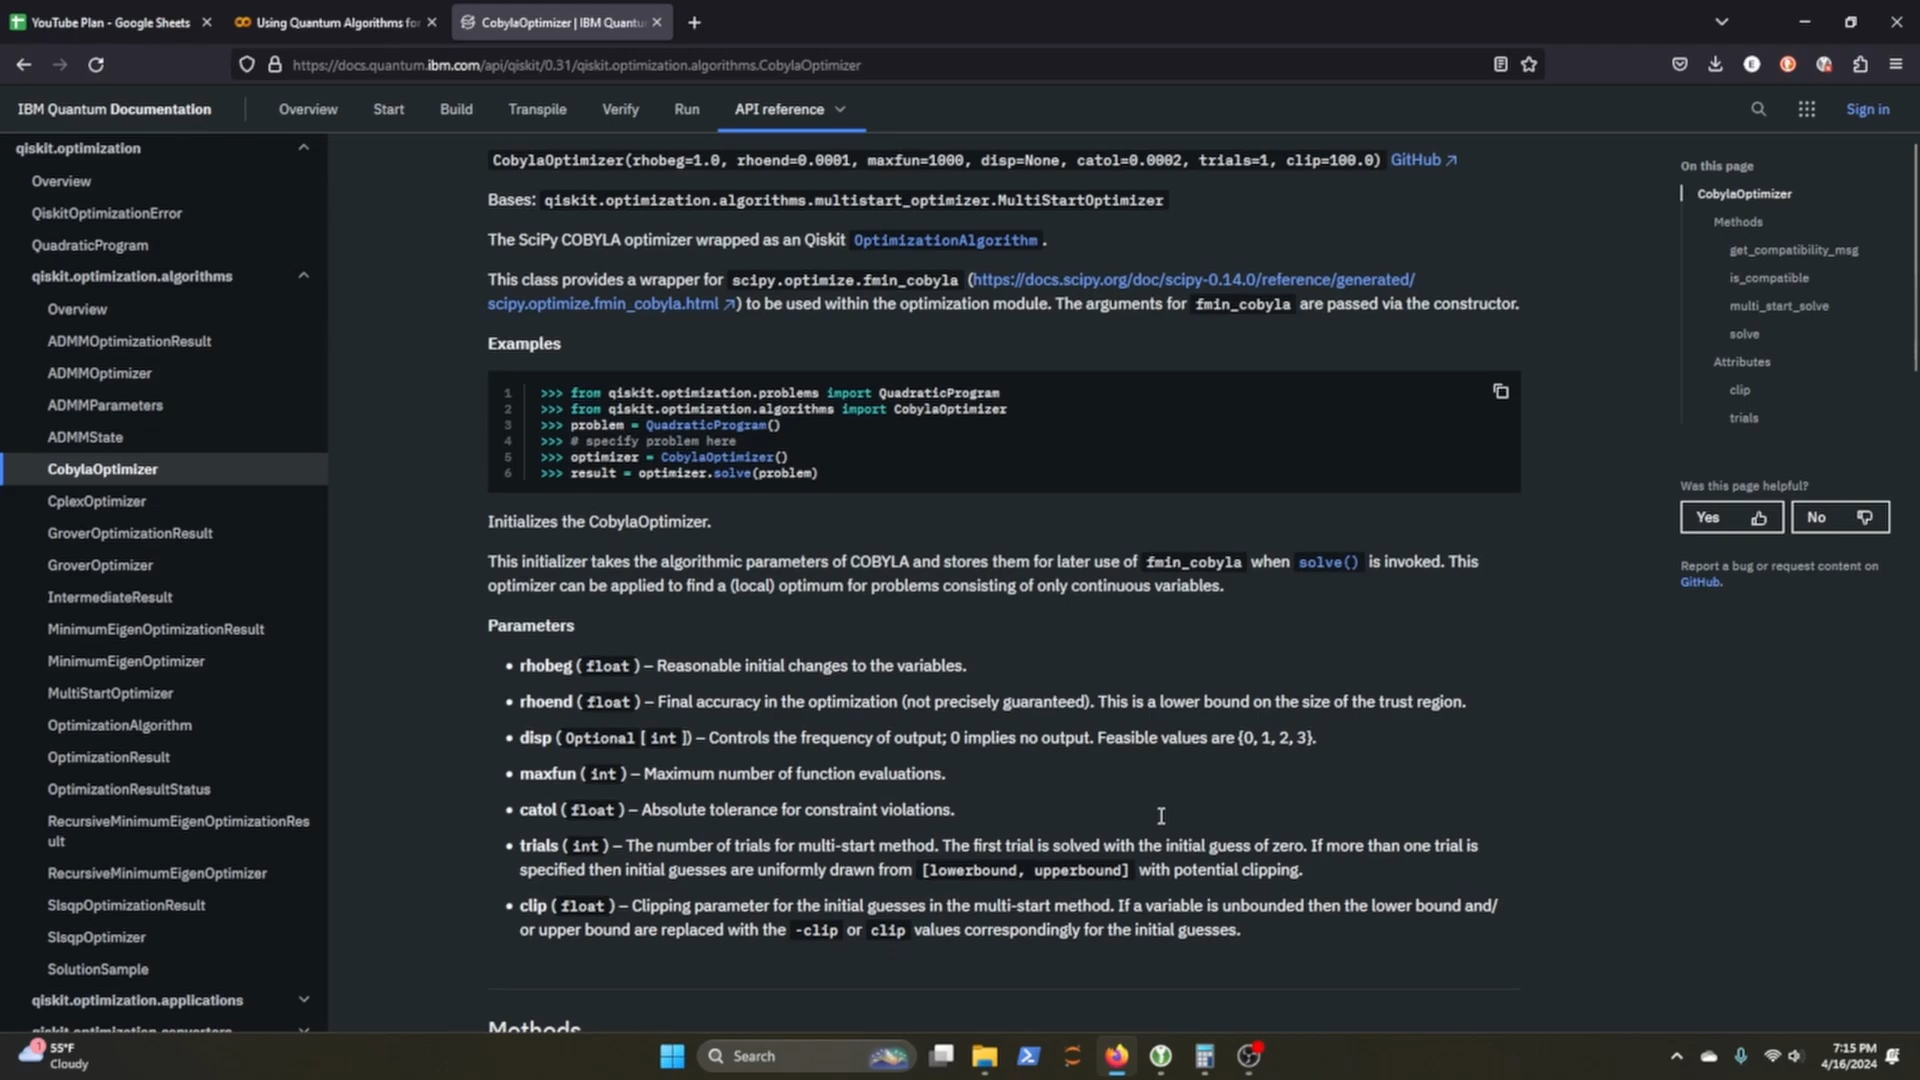 YouTube Plan - Google Sheets
Using Quantum Algorithms for
CobylaOptimizer | IBM Quantu
https://docs.quantum.ibm.com/api/qiskit/0.31/qiskit.optimization.algorithms.CobylaOptimizer
IBM Quantum Documentation
Overview
Start
Build
Transpile
Verify
Run
API reference
Sign in
qiskit.optimization
Overview
QiskitOptimizationError
QuadraticProgram
qiskit.optimization.algorithms
Overview
ADMMOptimizationResult
ADMMOptimizer
ADMMParameters
ADMMState
CobylaOptimizer
CplexOptimizer
GroverOptimizationResult
GroverOptimizer
IntermediateResult
MinimumEigenOptimizationResult
MinimumEigenOptimizer
MultiStartOptimizer
OptimizationAlgorithm
OptimizationResult
OptimizationResultStatus
RecursiveMinimumEigenOptimizationRes
ult
RecursiveMinimumEigenOptimizer
SlsqpOptimizationResult
SlsqpOptimizer
SolutionSample
qiskit.optimization.applications
qiskit.optimization.converters
CobylaOptimizer(rhobeg=1.0, rhoend=0.0001, maxfun=1000, disp=None, catol=0.0002, trials=1, clip=100.0) GitHub
Bases: qiskit.optimization.algorithms.multistart_optimizer.MultiStartOptimizer
The SciPy COBYLA optimizer wrapped as an Qiskit OptimizationAlgorithm .
This class provides a wrapper for scipy.optimize.fmin_cobyla (https://docs.scipy.org/doc/scipy-0.14.0/reference/generated/
scipy.optimize.fmin_cobyla.html ) to be used within the optimization module. The arguments for fmin_cobyla are passed via the constructor.
Examples
1 >>> from qiskit.optimization.problems import QuadraticProgram
2 >>> from qiskit.optimization.algorithms import CobylaOptimizer
3 >>> problem = QuadraticProgram()
4 >>> # specify problem here
5 >>> optimizer = CobylaOptimizer()
6 >>> result = optimizer.solve(problem)
Initializes the CobylaOptimizer.
This initializer takes the algorithmic parameters of COBYLA and stores them for later use of fmin_cobyla when solve() is invoked. This
optimizer can be applied to find a (local) optimum for problems consisting of only continuous variables.
Parameters
• rhobeg ( float ) – Reasonable initial changes to the variables.
• rhoend ( float ) – Final accuracy in the optimization (not precisely guaranteed). This is a lower bound on the size of the trust region.
• disp ( Optional [ int ]) – Controls the frequency of output; 0 implies no output. Feasible values are {0, 1, 2, 3}.
• maxfun ( int ) – Maximum number of function evaluations.
• catol ( float ) – Absolute tolerance for constraint violations.
• trials ( int ) – The number of trials for multi-start method. The first trial is solved with the initial guess of zero. If more than one trial is
specified then initial guesses are uniformly drawn from [lowerbound, upperbound] with potential clipping.
• clip ( float ) – Clipping parameter for the initial guesses in the multi-start method. If a variable is unbounded then the lower bound and/
or upper bound are replaced with the -clip or clip values correspondingly for the initial guesses.
Methods
On this page
CobylaOptimizer
Methods
get_compatibility_msg
is_compatible
multi_start_solve
solve
Attributes
clip
trials
Was this page helpful?
Yes
No
Report a bug or request content on
GitHub.
1
55°F
Cloudy
Search
7:15 PM
4/16/2024